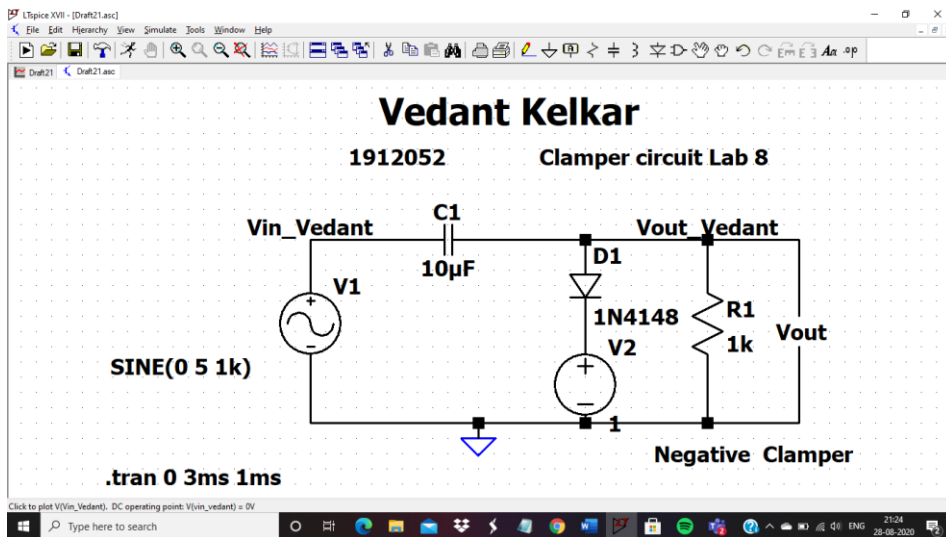 LTspice XVII - [Draft21.asc]
File Edit Hierarchy View Simulate Tools Window Help
Aa .op
Draft21 Draft21.asc
Vedant Kelkar
1912052 Clamper circuit Lab 8
C1
Vin_Vedant Vout_Vedant
10µF D1
V1
1N4148 R1
V2 1k Vout
SINE(0 5 1k)
1
Negative Clamper
.tran 0 3ms 1ms
Click to plot V(Vin_Vedant). DC operating point: V(vin_vedant) = 0V
Type here to search
ENG 21:24
28-08-2020